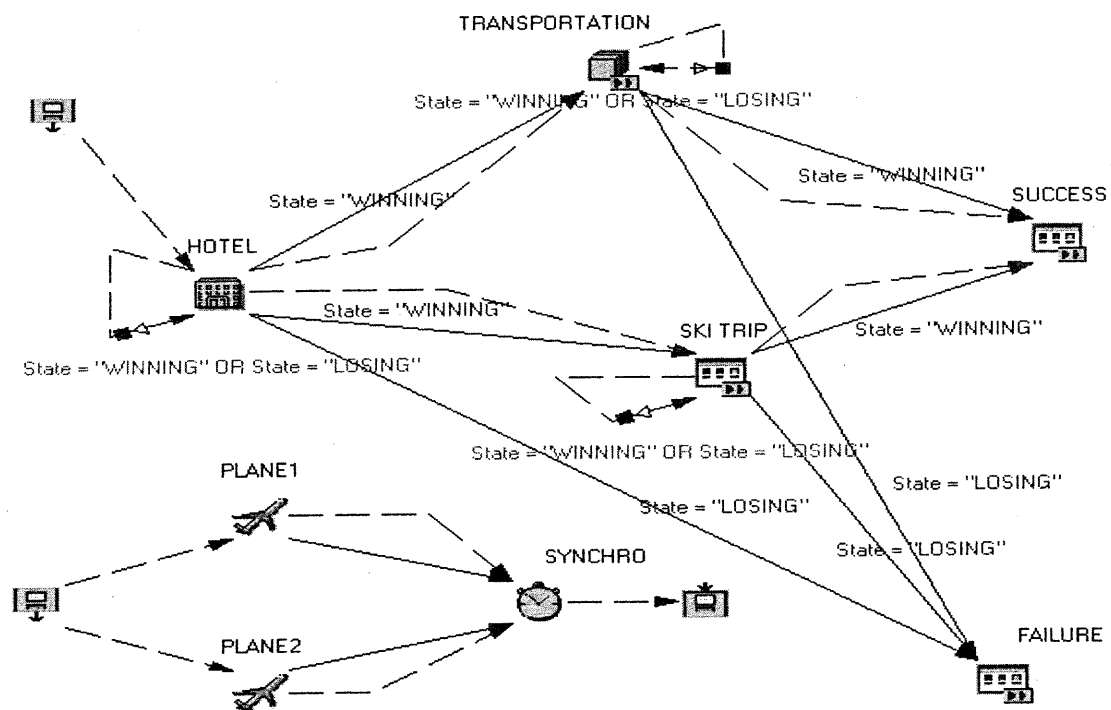 TRANSPORTATION
State = "WINNING" OR State = "LOSING"
State = "WINNING"
SUCCESS
State = "WINNING"
HOTEL
State = "WINNING"
SKI TRIP
State = "WINNING"
State = "WINNING" OR State = "LOSING"
State = "WINNING" OR State = "LOSING"
PLANE1
State = "LOSING"
State = "LOSING"
SYNCHRO
State = "LOSING"
PLANE2
FAILURE